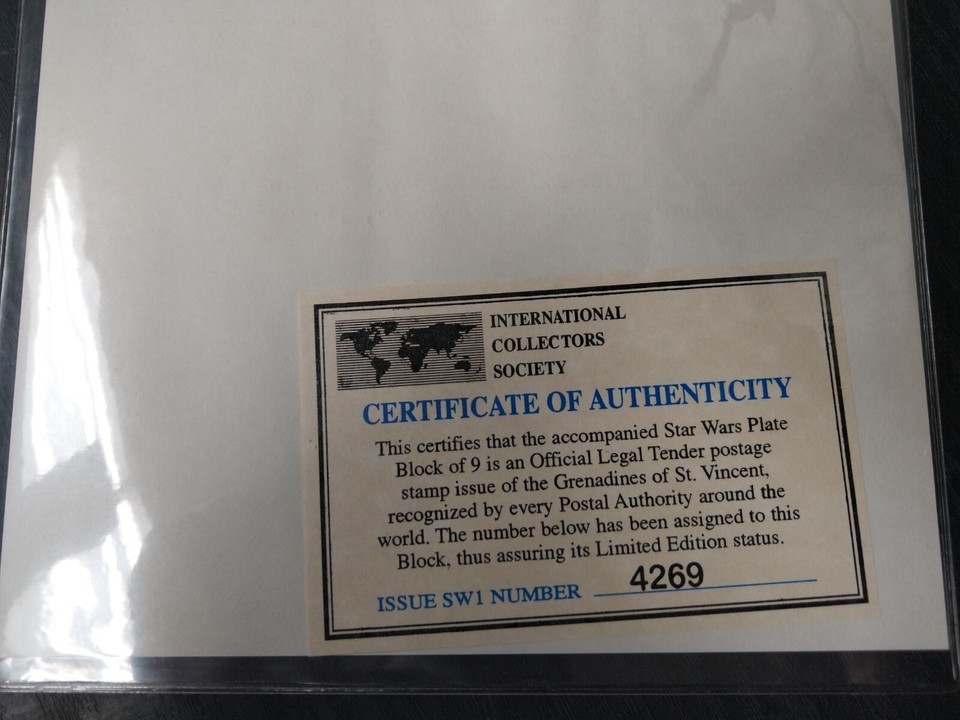 INTERNATIONAL
COLLECTORS
SOCIETY
CERTIFICATE OF AUTHENTICITY
This certifies that the accompanied Star Wars Plate
Block of 9 is an Official Legal Tender postage
stamp issue of the Grenadines of St. Vincent,
recognized by every Postal Authority around the
world. The number below has been assigned to this
Block, thus assuring its Limited Edition status.
ISSUE SW1 NUMBER 4269